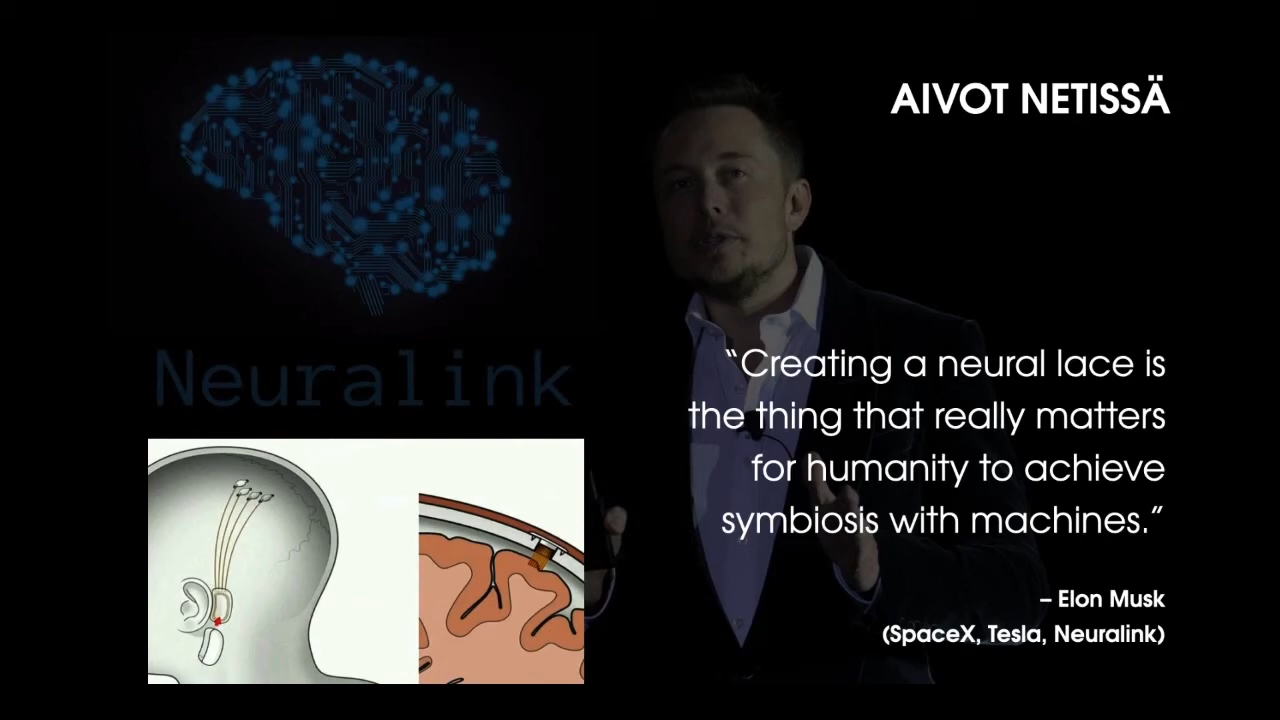 AIVOT NETISSÄ
Neuralink
“Creating a neural lace is
the thing that really matters
for humanity to achieve
symbiosis with machines.”
– Elon Musk
(SpaceX, Tesla, Neuralink)